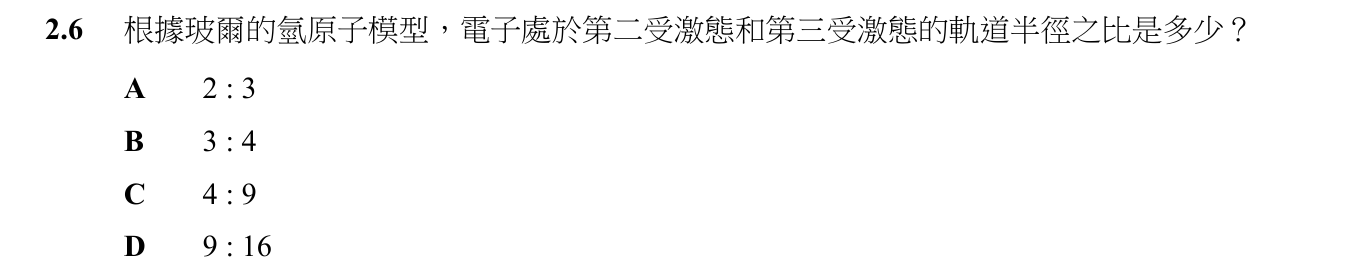 2.6 根據玻爾的氫原子模型，電子處於第二受激態和第三受激態的軌道半徑之比是多少？
A 2 : 3
B 3 : 4
C 4 : 9
D 9 : 16